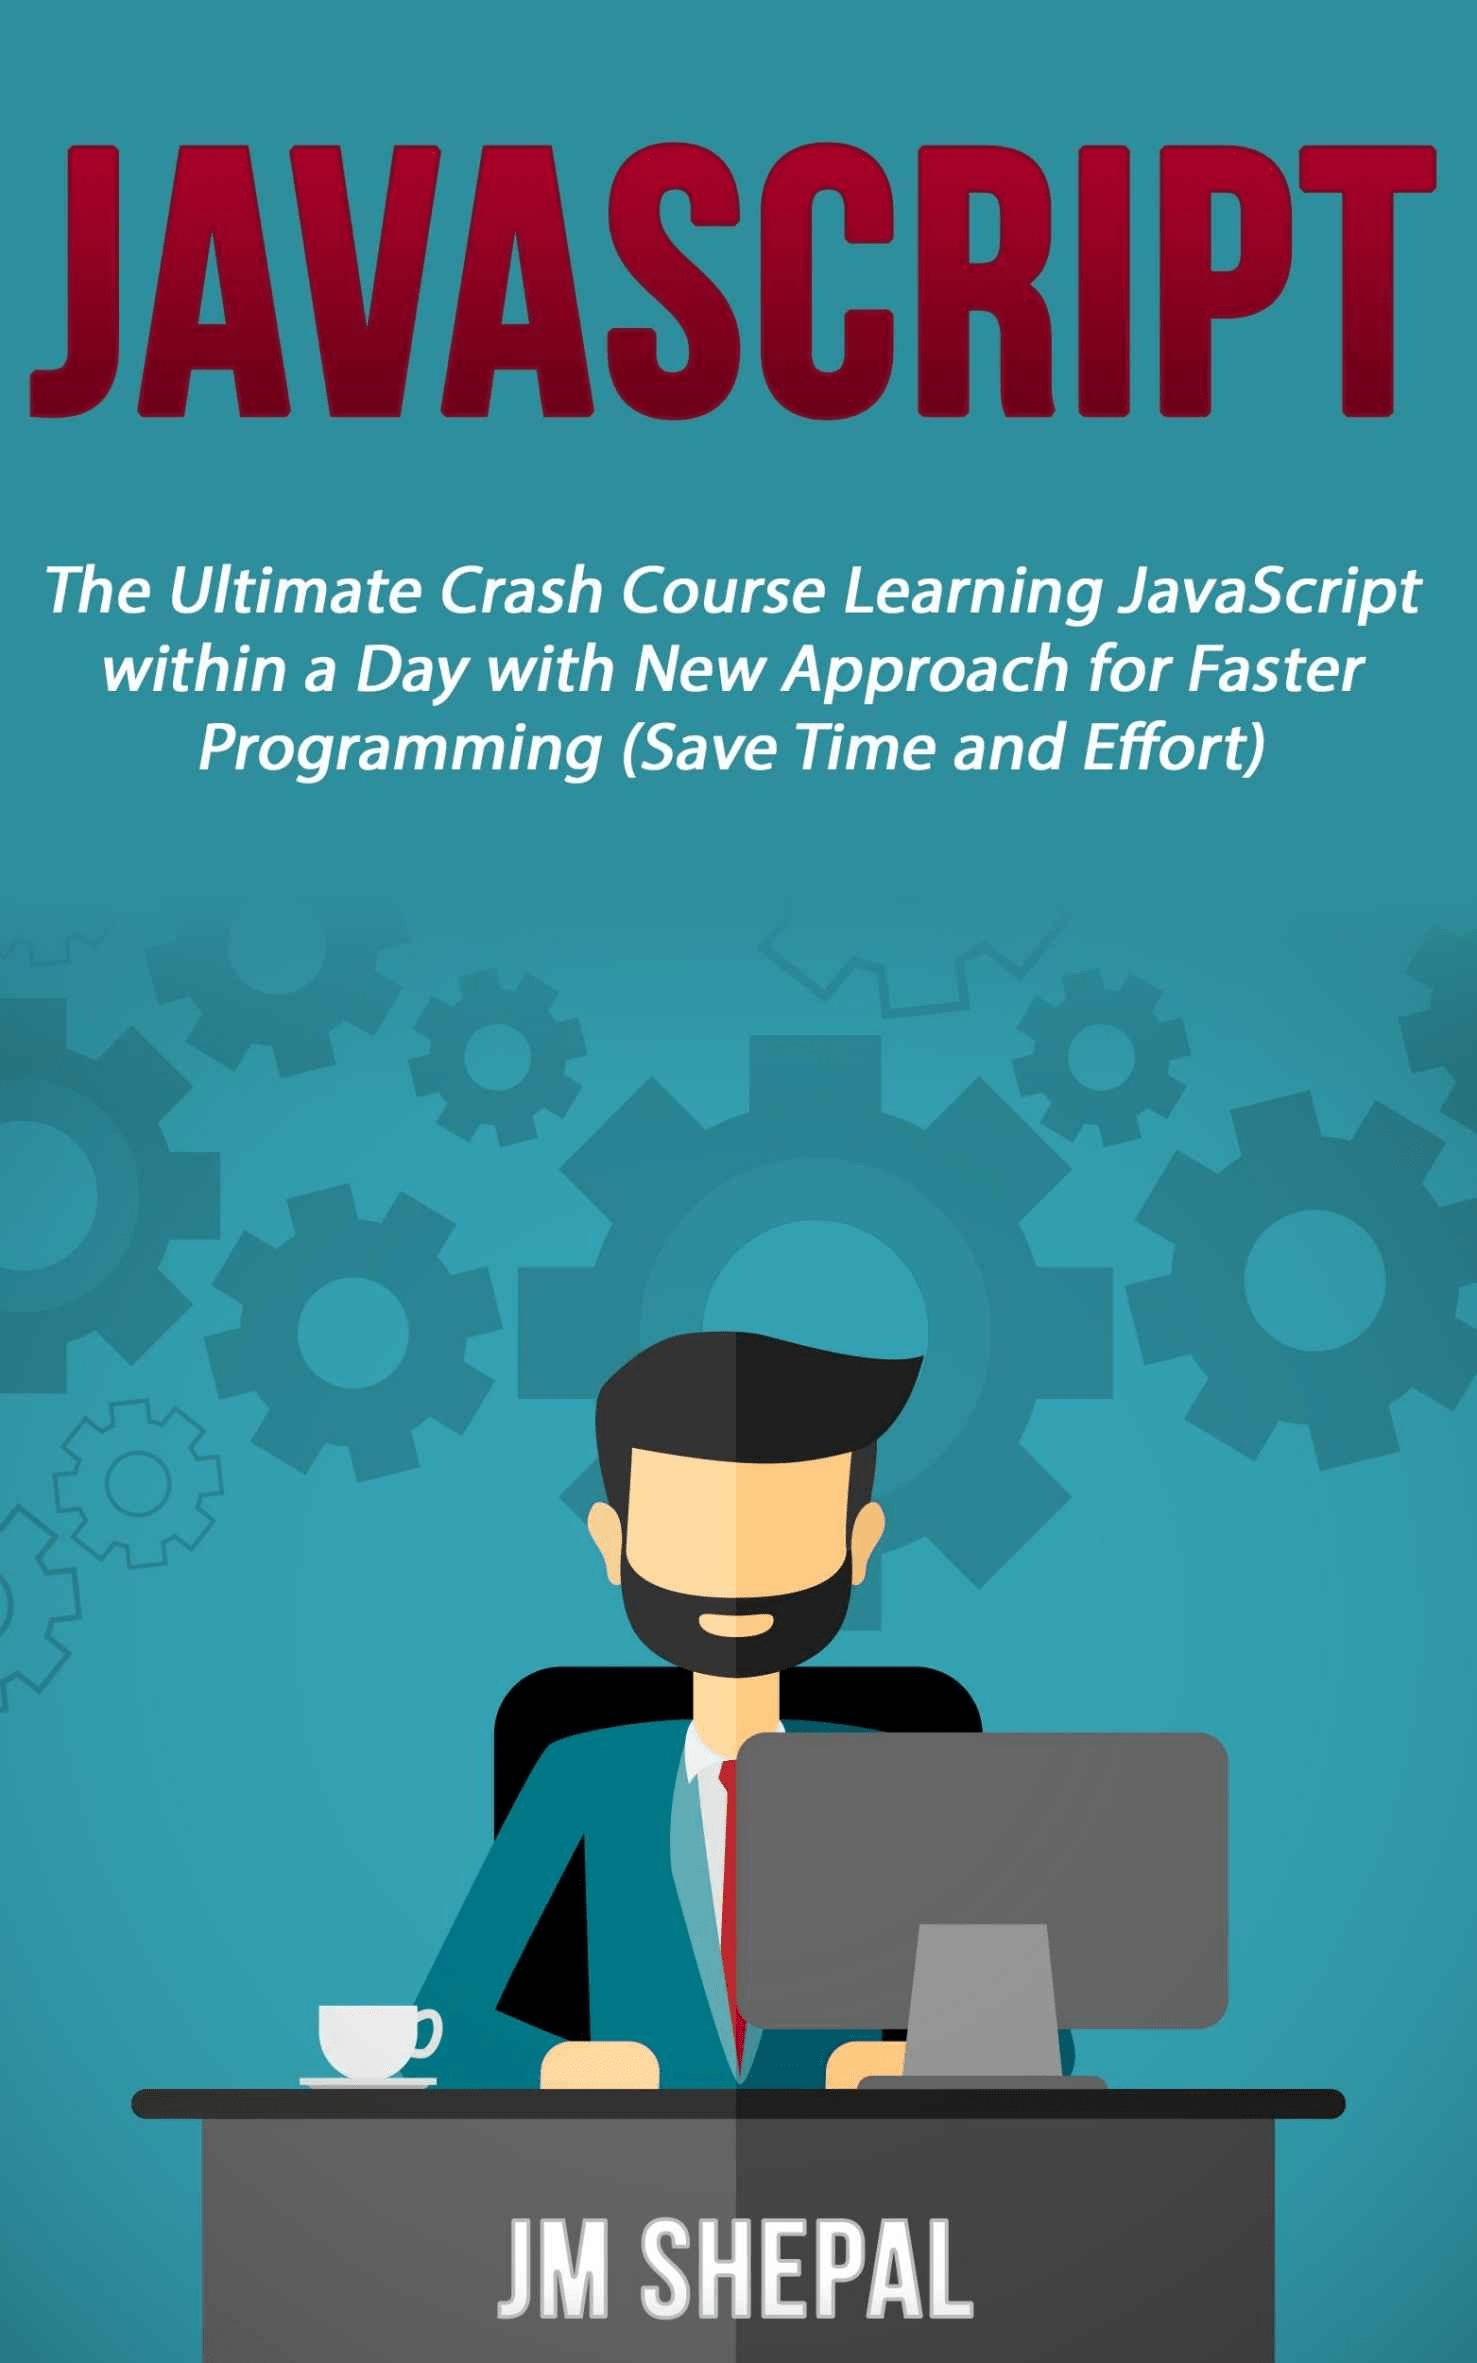 JAVASCRIPT
The Ultimate Crash Course Learning JavaScript
within a Day with New Approach for Faster
Programming (Save Time and Effort)
JM SHEPAL